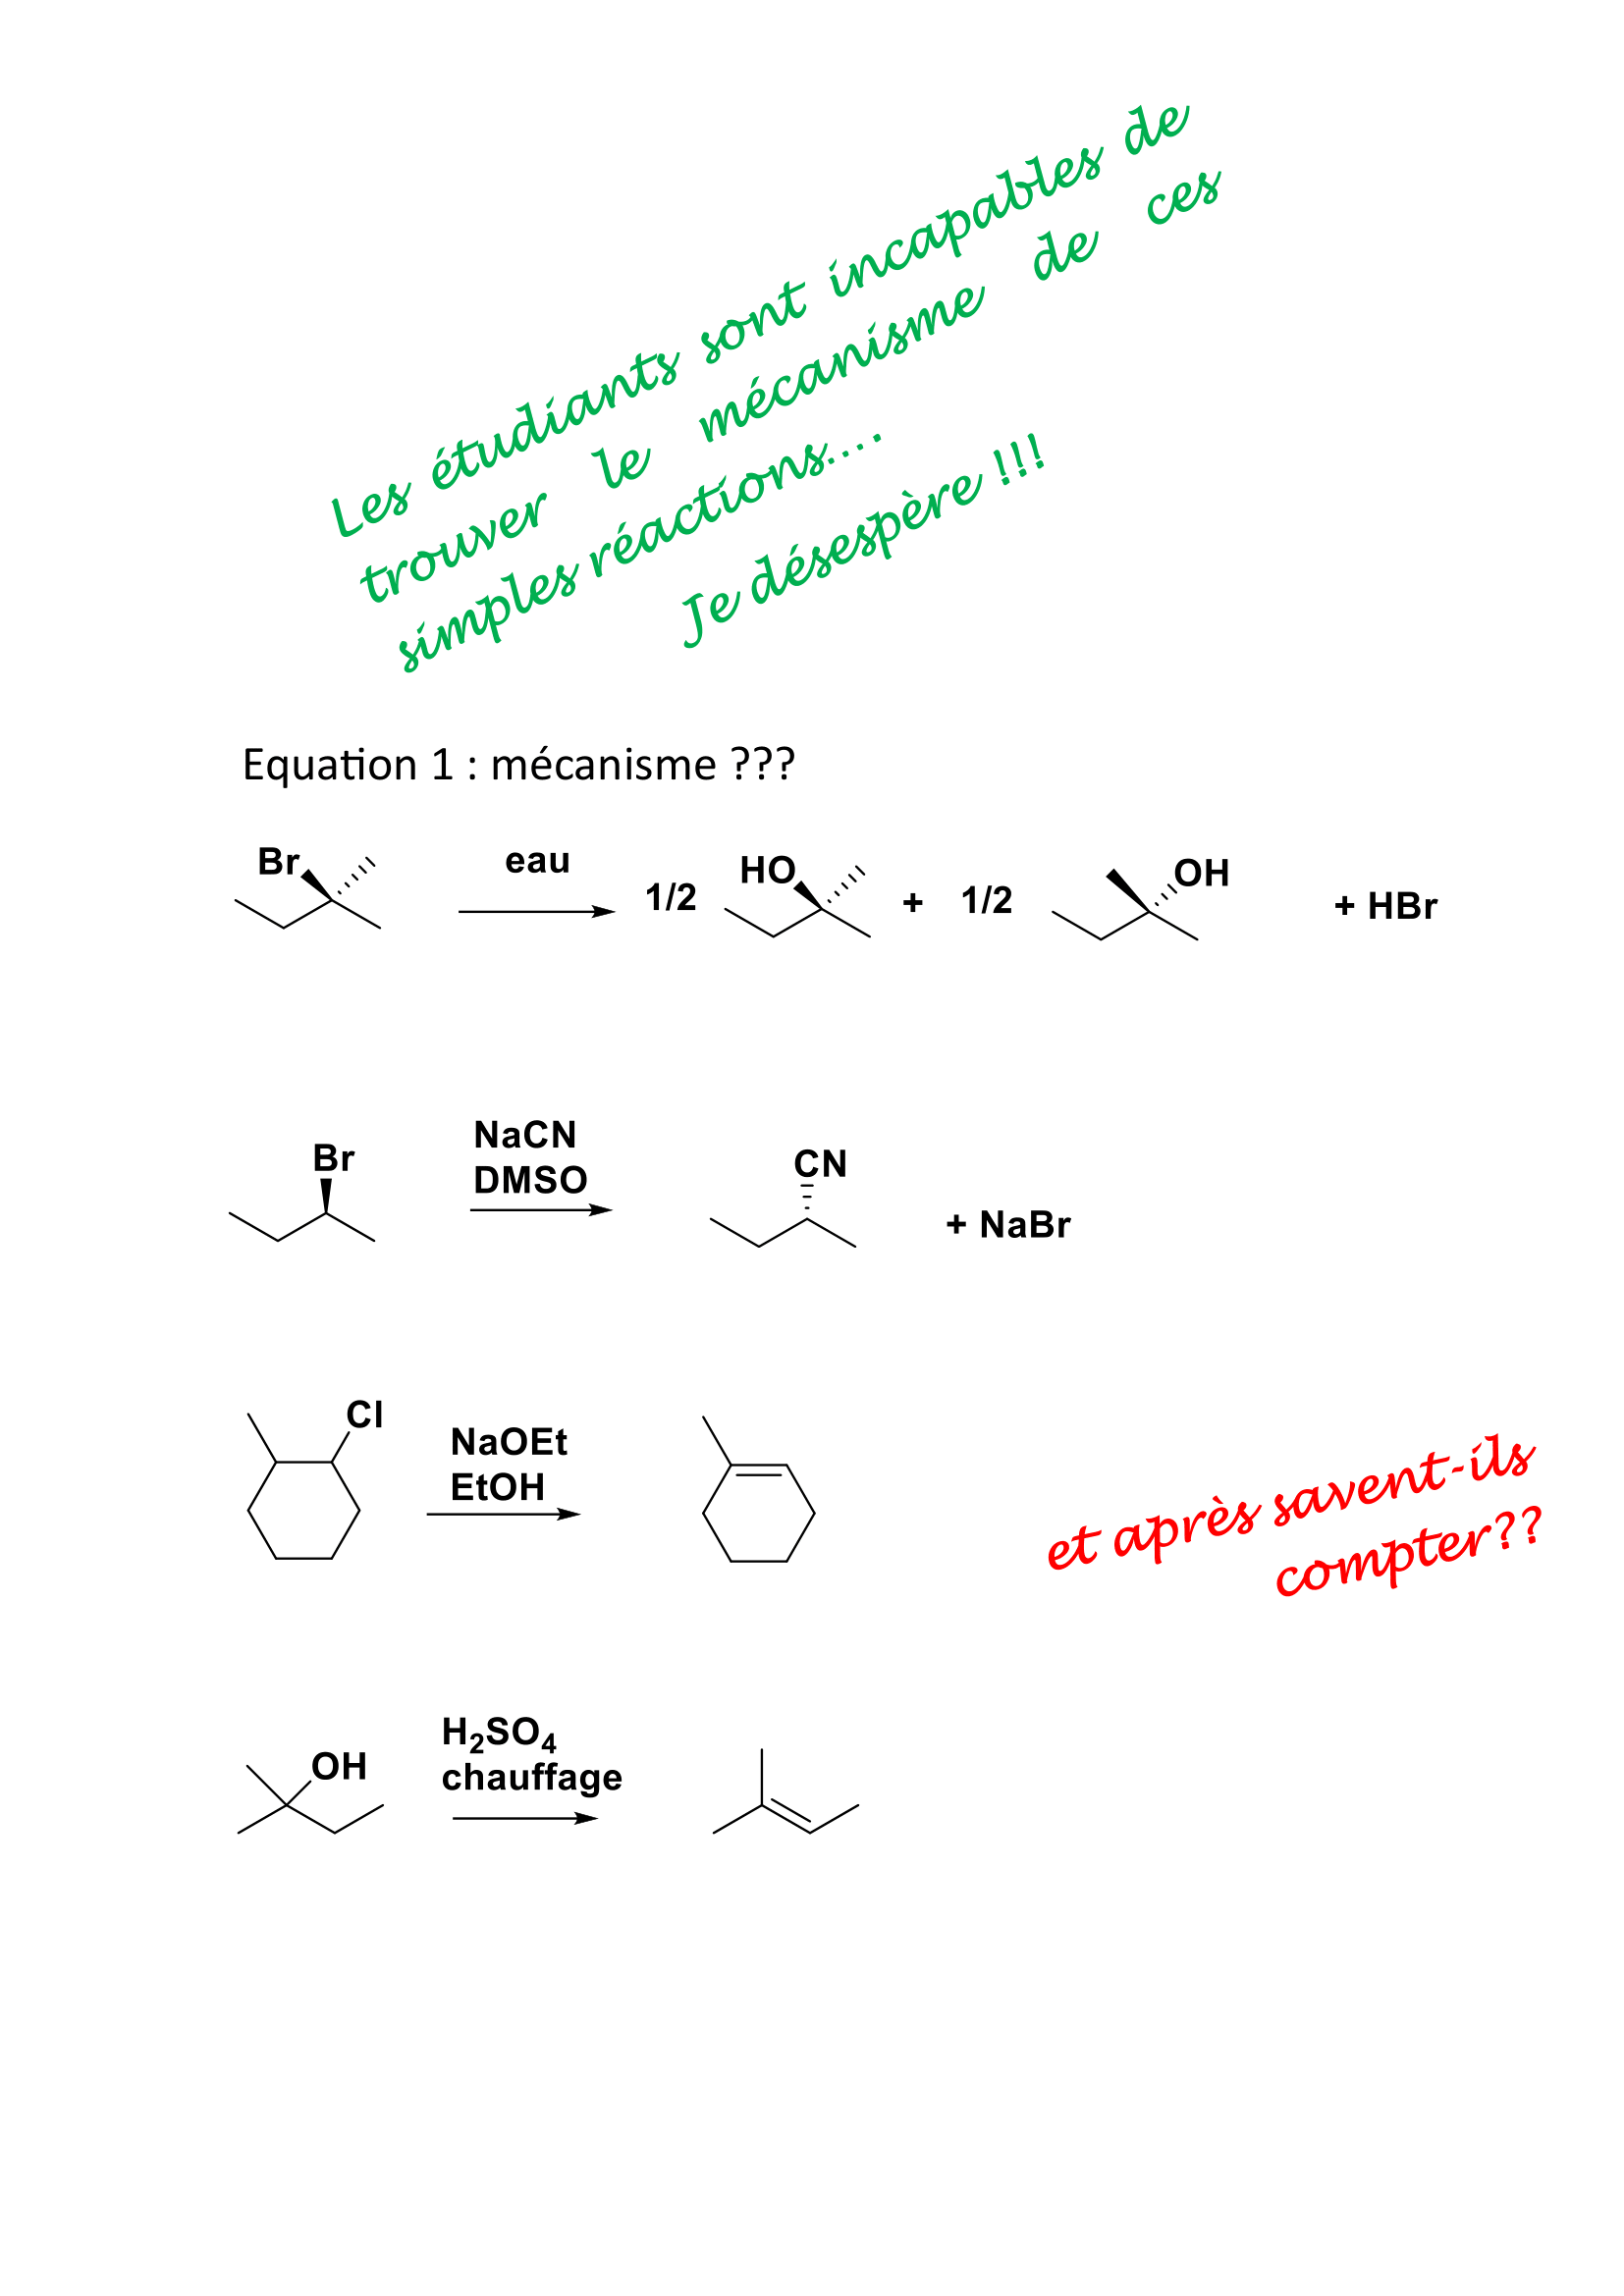 Les étudiants sont incapables de
trouver le mécanisme de ces
simples réactions....
Je désespère !!!
Equation 1 : mécanisme ???
Br
eau
1/2
HO
+
1/2
OH
+ HBr
Br
NaCN
DMSO
CN
+ NaBr
Cl
NaOEt
EtOH
et après savent-ils
compter??
OH
H₂SO₄
chauffage